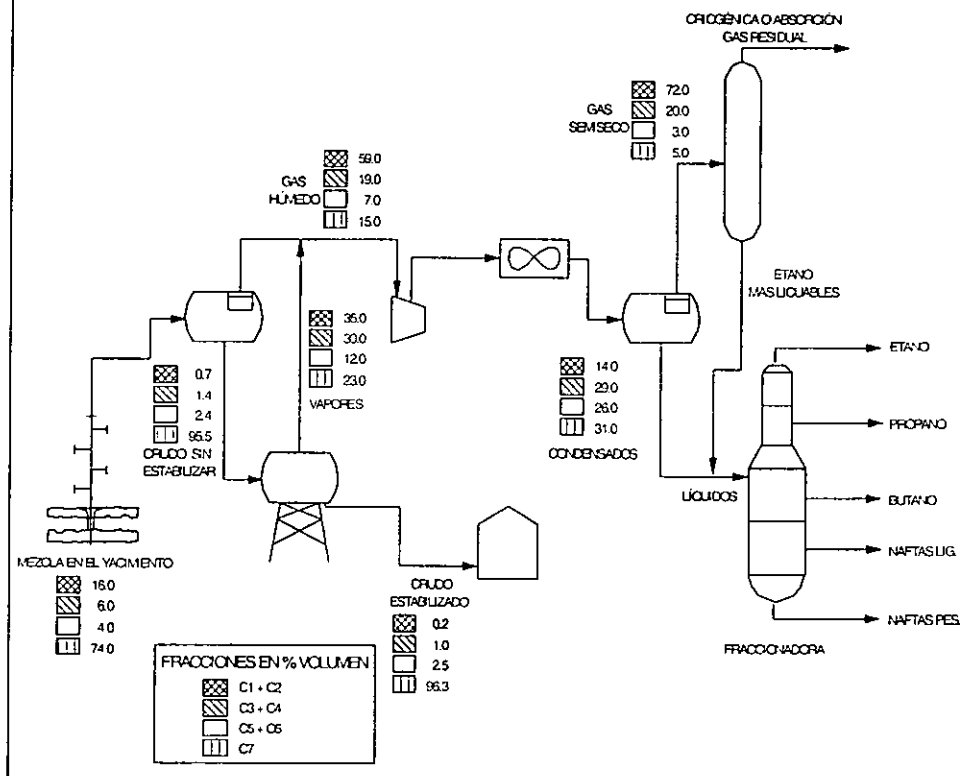 CRIOGÉNICA O ABSORCIÓN
GAS RESIDUAL
GAS
SEMISECO
72.0
20.0
3.0
5.0
GAS
HÚMEDO
59.0
19.0
7.0
15.0
ETANO
MAS LICUABLES
35.0
30.0
12.0
23.0
VAPORES
0.7
1.4
2.4
95.5
CRUDO SIN
ESTABILIZAR
14.0
29.0
26.0
31.0
CONDENSADOS
LÍQUIDOS
ETANO
PROPANO
BUTANO
NAFTAS LIG.
NAFTAS PES.
FRACCIONADORA
MEZCLA EN EL YACIMIENTO
16.0
6.0
4.0
74.0
CRUDO
ESTABILIZADO
0.2
1.0
2.5
96.3
FRACCIONES EN % VOLUMEN
C1 + C2
C3 + C4
C5 + C6
C7